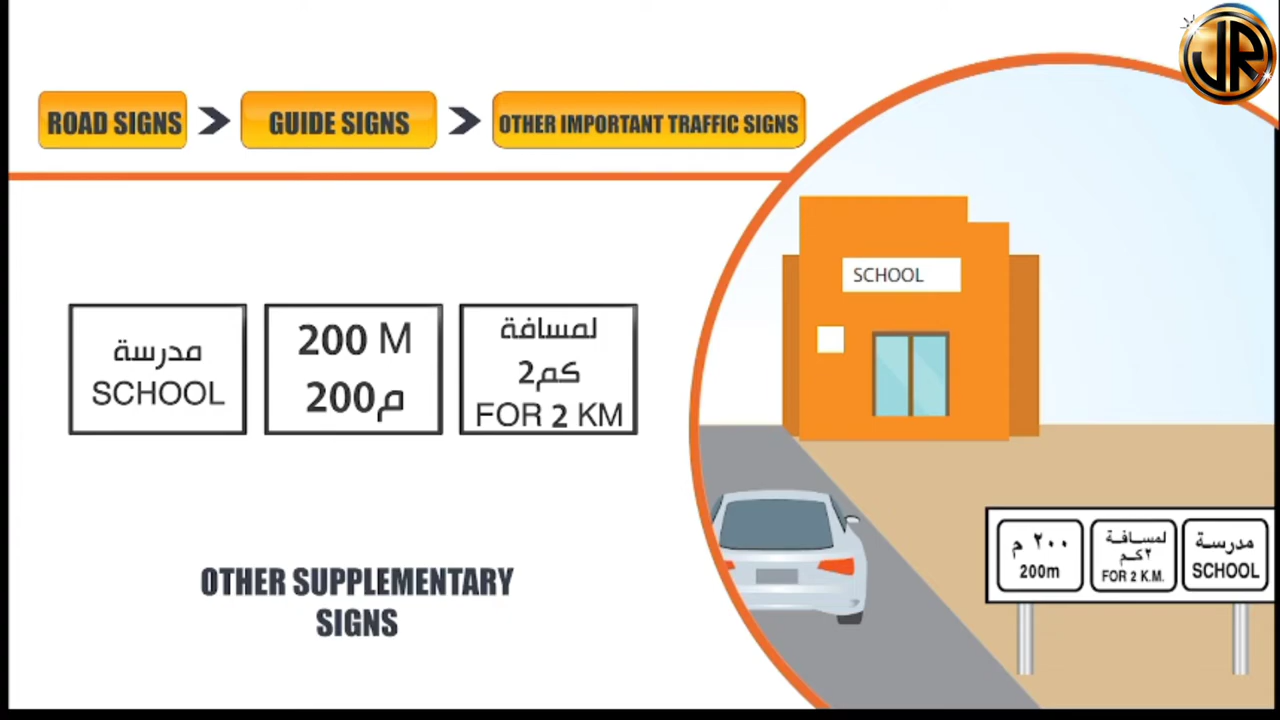 JR
ROAD SIGNS
GUIDE SIGNS
OTHER IMPORTANT TRAFFIC SIGNS
مدرسة
SCHOOL
200 M
200م
لمسافة
2كم
FOR 2 KM
OTHER SUPPLEMENTARY
SIGNS
SCHOOL
٢٠٠ م
200m
لمسافة
٢كم
FOR 2 K.M.
مدرسة
SCHOOL